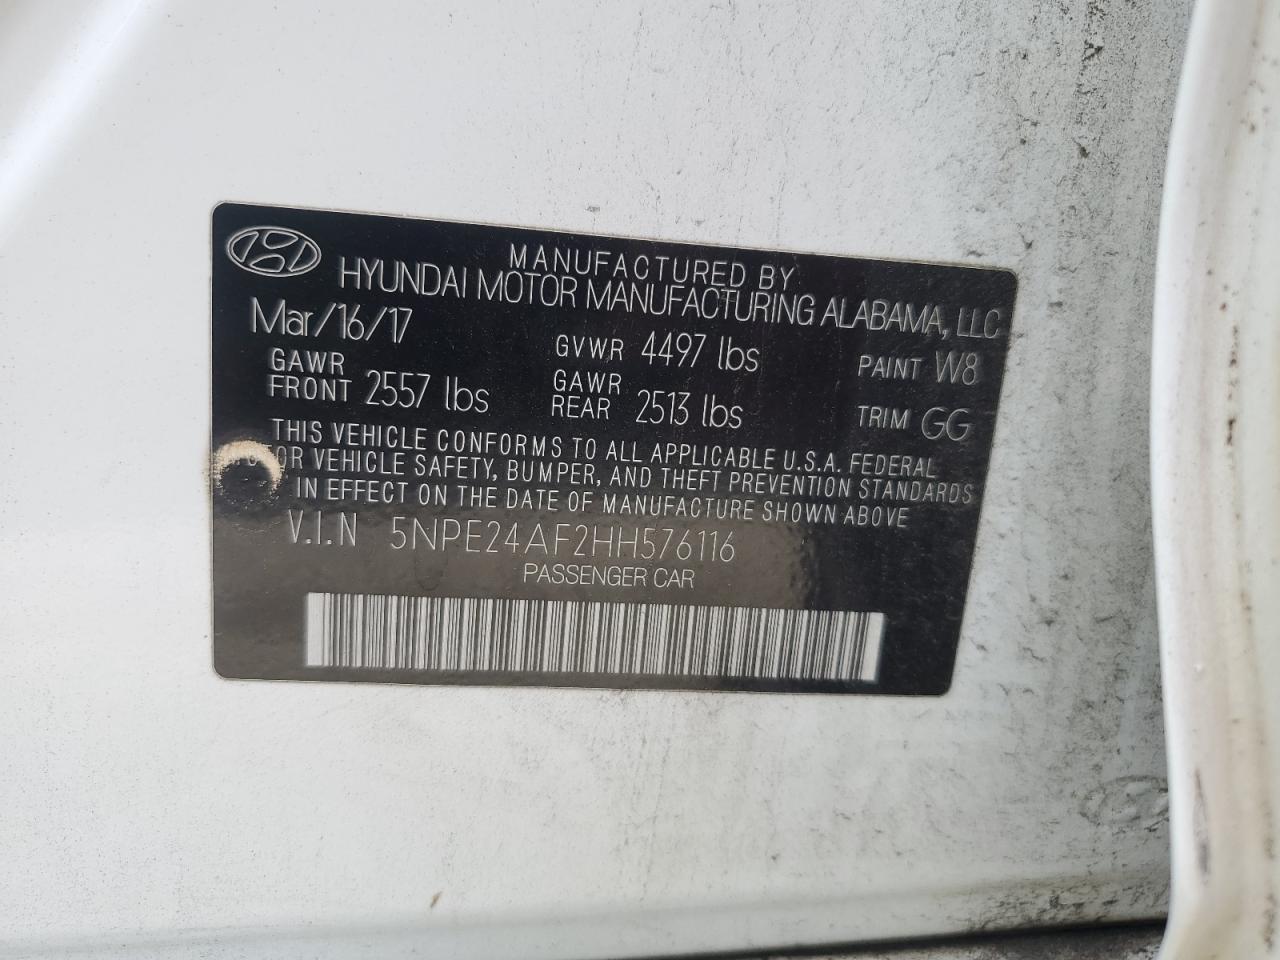 MANUFACTURED BY
HYUNDAI MOTOR MANUFACTURING ALABAMA, LLC
Mar/16/17 GVWR 4497 lbs PAINT W8
GAWR FRONT 2557 lbs GAWR REAR 2513 lbs TRIM GG
THIS VEHICLE CONFORMS TO ALL APPLICABLE U.S.A. FEDERAL
OR VEHICLE SAFETY, BUMPER, AND THEFT PREVENTION STANDARDS
IN EFFECT ON THE DATE OF MANUFACTURE SHOWN ABOVE
V.I.N 5NPE24AF2HH576116
PASSENGER CAR